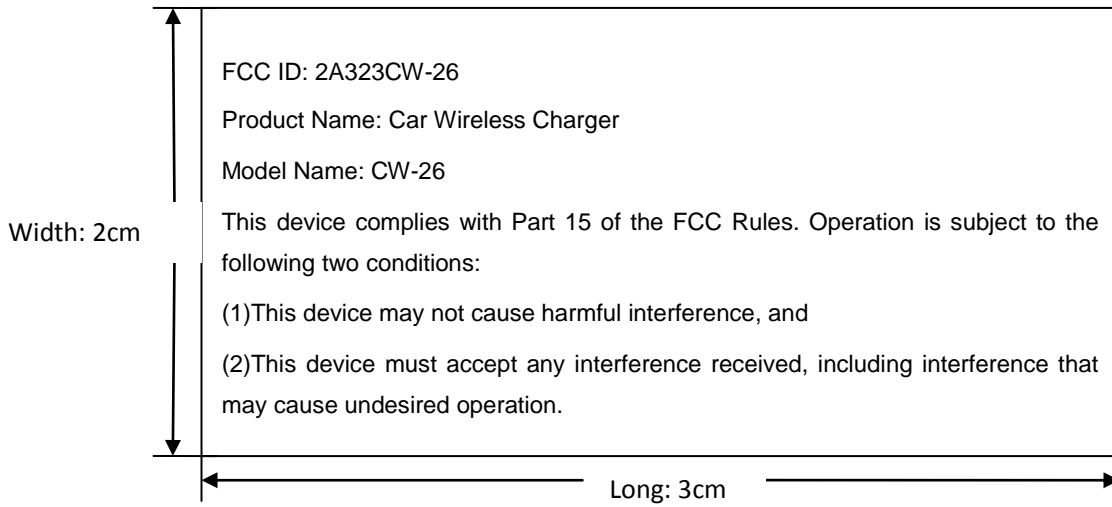 FCC ID: 2A323CW-26
Product Name: Car Wireless Charger
Model Name: CW-26
Width: 2cm
This device complies with Part 15 of the FCC Rules. Operation is subject to the
following two conditions:
(1)This device may not cause harmful interference, and
(2)This device must accept any interference received, including interference that
may cause undesired operation.
Long: 3cm